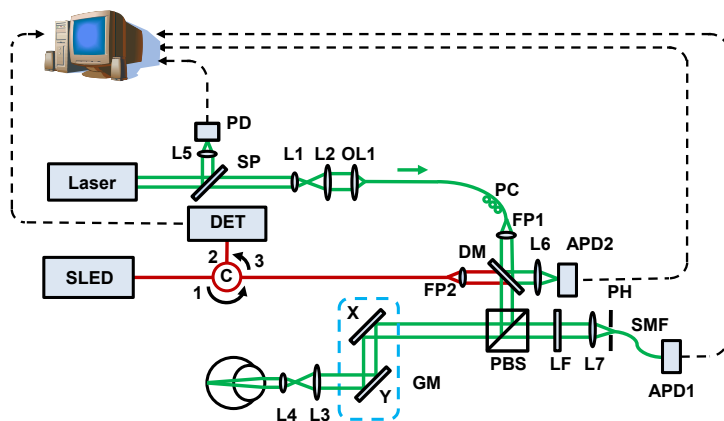 PD
L5
SP
L1
L2
OL1
Laser
PC
FP1
DET
DM
L6
APD2
2
3
SLED
C
1
FP2
PH
X
SMF
PBS
LF
L7
GM
Y
APD1
L4
L3